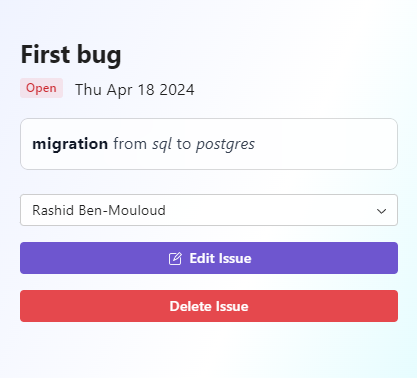 First bug
Open Thu Apr 18 2024
migration from sql to postgres
Rashid Ben-Mouloud
Edit Issue
Delete Issue